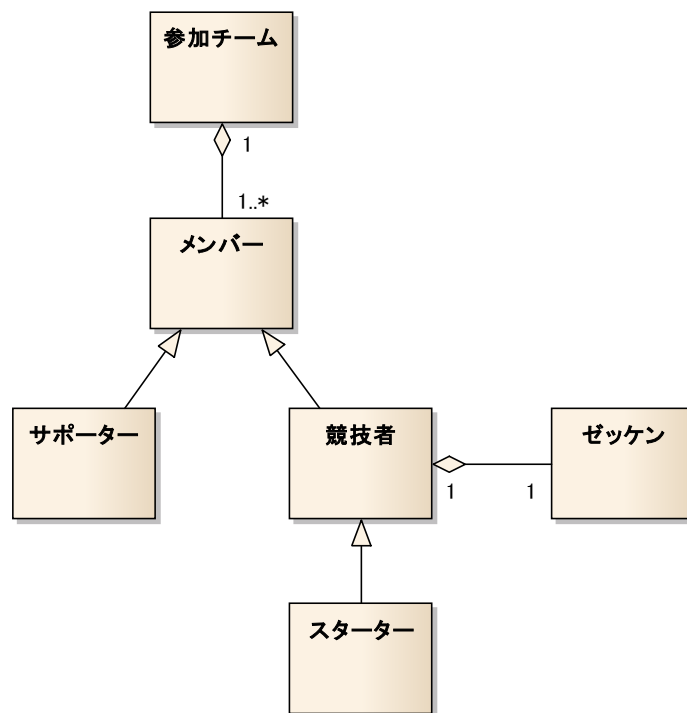 参加チーム
1
1..*
メンバー
サポーター
競技者
ゼッケン
1
1
スターター